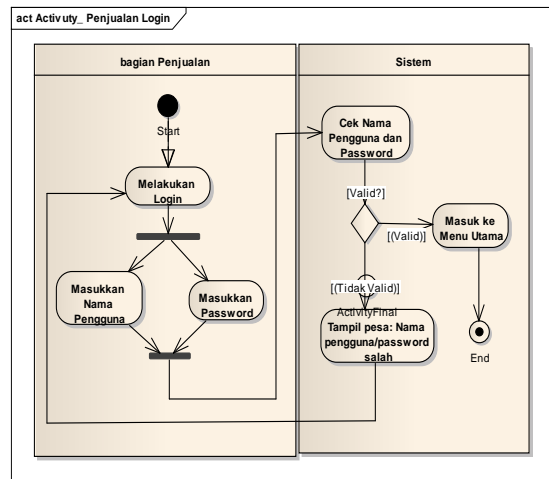 act Activuty_ Penjualan Login
bagian Penjualan
Sistem
Start
Melakukan
Login
Masukkan
Nama
Pengguna
Masukkan
Password
Cek Nama
Pengguna dan
Password
[Valid?]
[(Valid)]
Masuk ke
Menu Utama
[(Tidak Valid)]
ActivityFinal
Tampil pesa: Nama
pengguna/password
salah
End